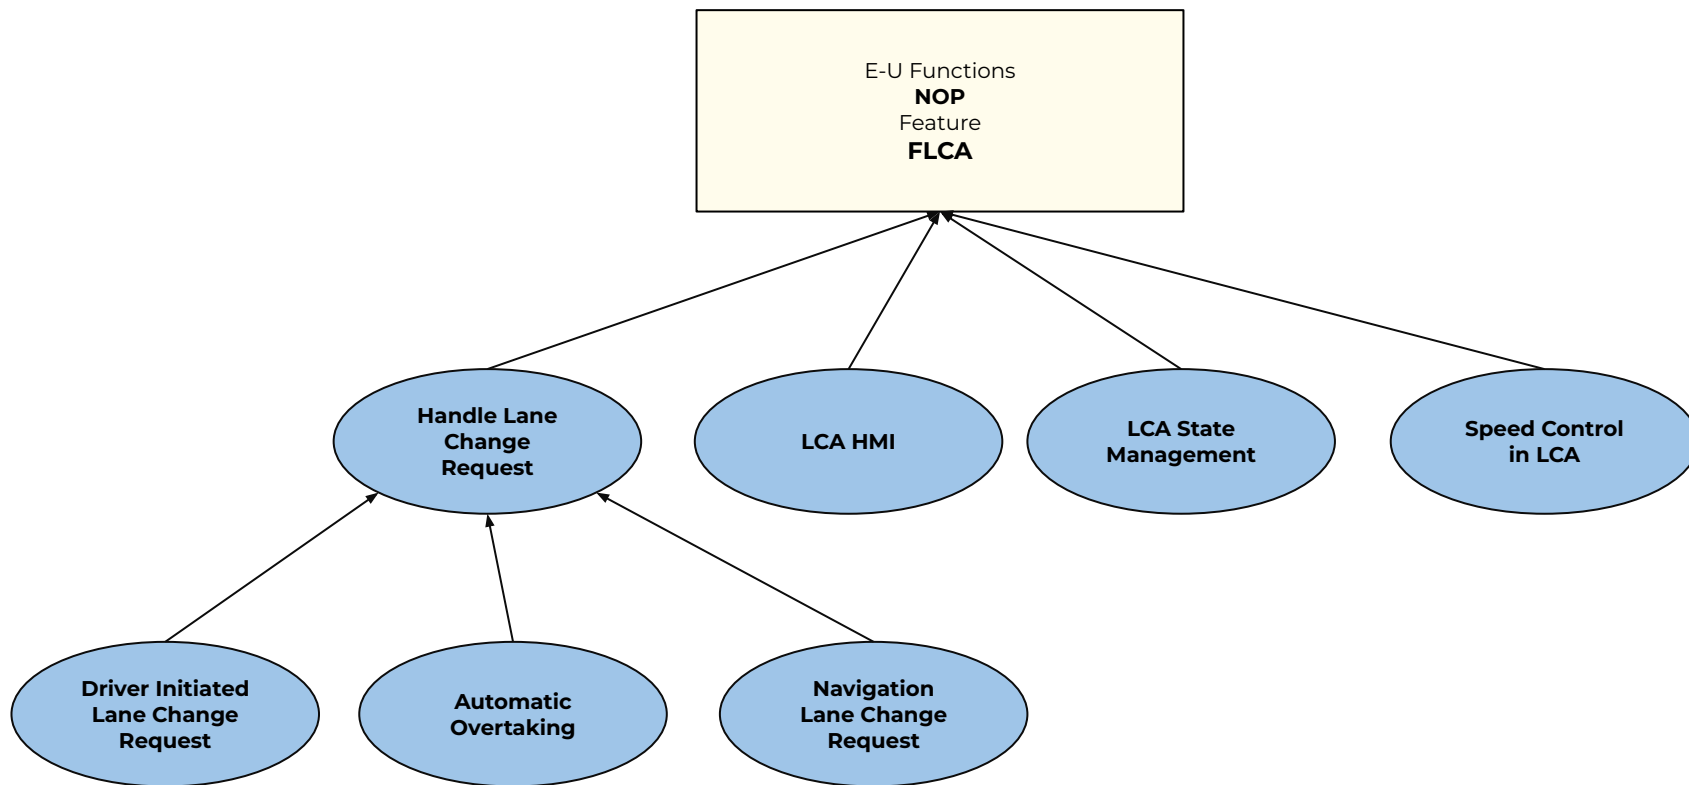 E-U Functions
NOP
Feature
FLCA
Handle Lane
Change
Request
LCA HMI
LCA State
Management
Speed Control
in LCA
Driver Initiated
Lane Change
Request
Automatic
Overtaking
Navigation
Lane Change
Request